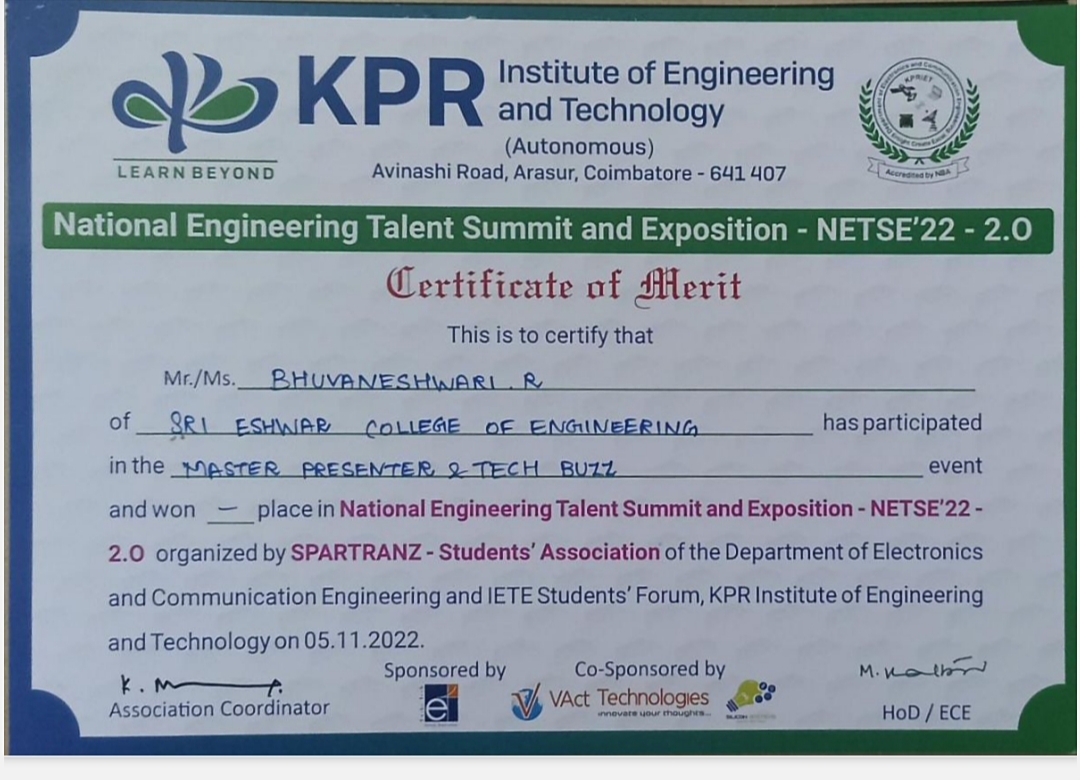 KPR Institute of Engineering
and Technology
(Autonomous)
Avinashi Road, Arasur, Coimbatore - 641 407
LEARN BEYOND
KPRIET
Accredited by NBA
National Engineering Talent Summit and Exposition - NETSE'22 - 2.0
Certificate of Merit
This is to certify that
Mr./Ms. BHUVANESHWARI . R
of SRI ESHWAR COLLEGE OF ENGINEERING has participated
in the MASTER PRESENTER & TECH BUZZ event
and won – place in National Engineering Talent Summit and Exposition - NETSE'22 -
2.0 organized by SPARTRANZ - Students' Association of the Department of Electronics
and Communication Engineering and IETE Students' Forum, KPR Institute of Engineering
and Technology on 05.11.2022.
Sponsored by Co-Sponsored by
VAct Technologies
innovate your thoughts...
Association Coordinator
HoD / ECE